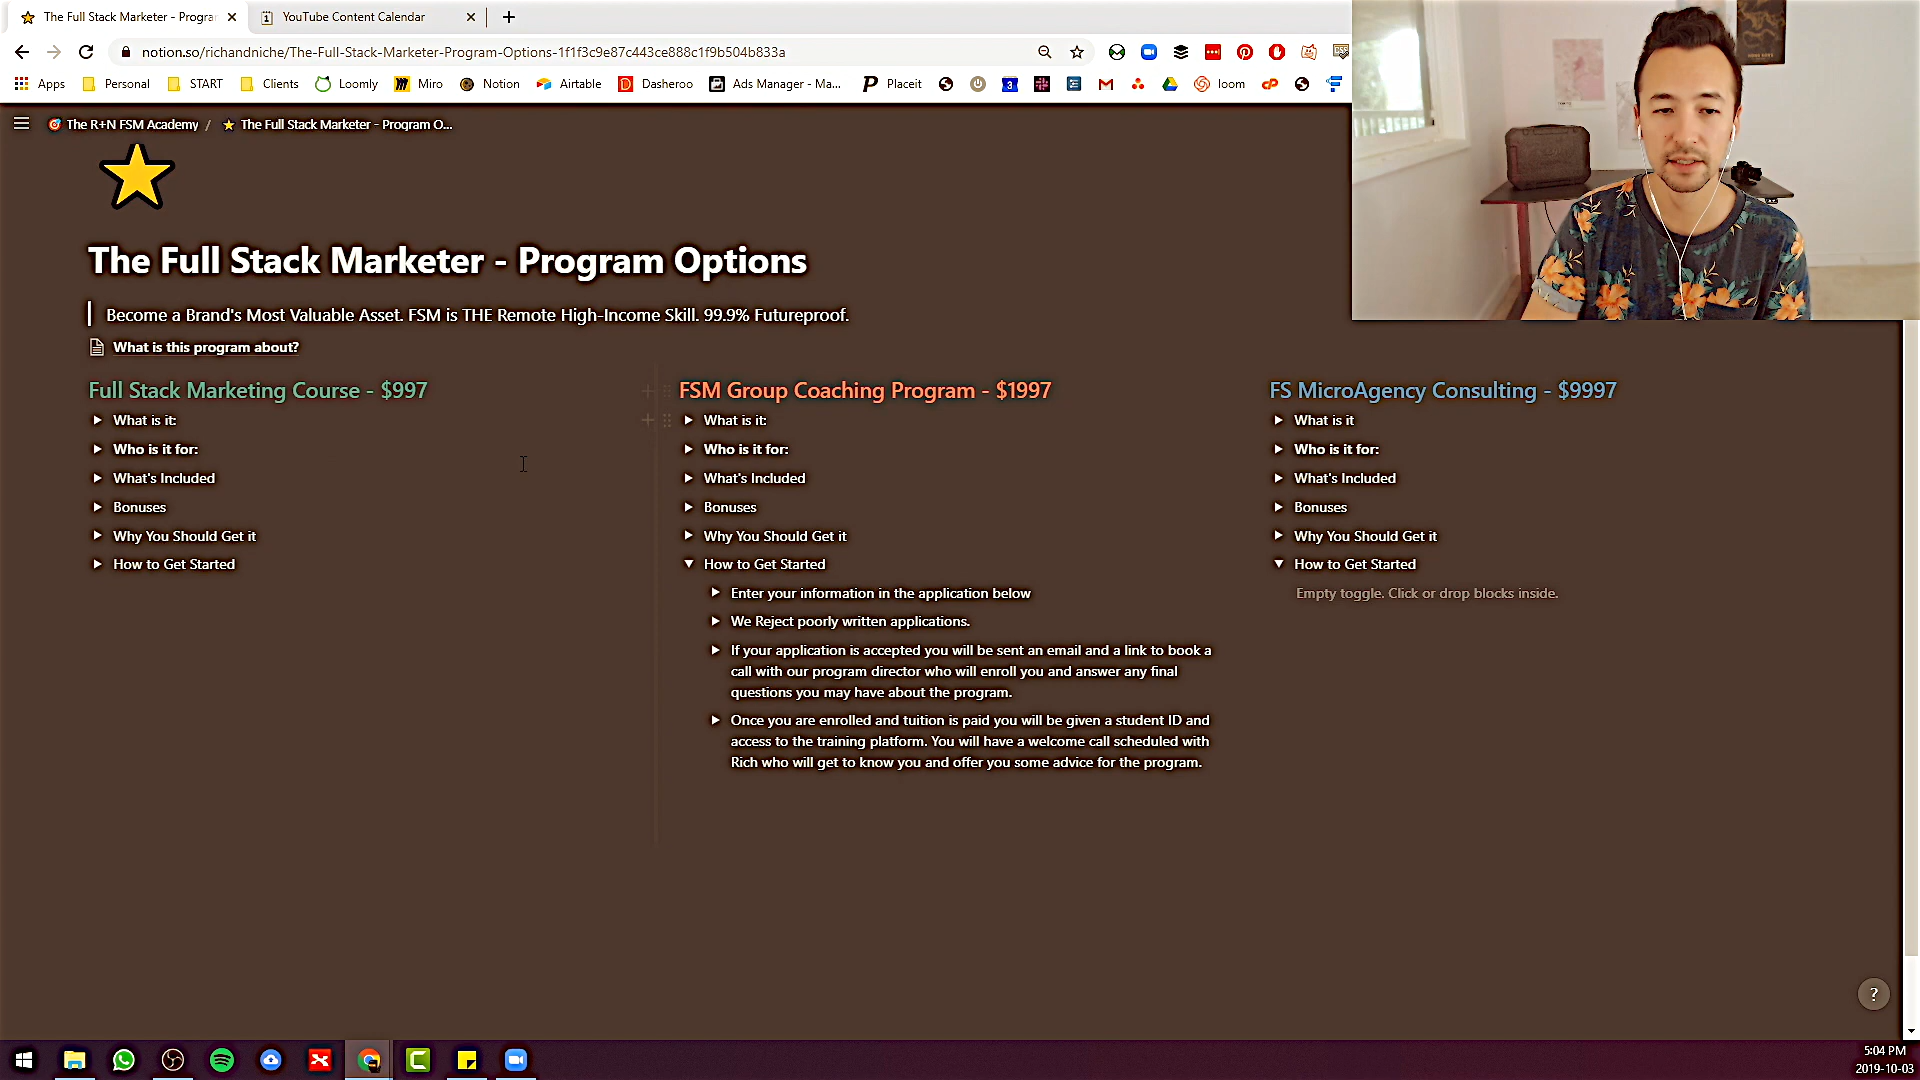 The Full Stack Marketer - Progra
YouTube Content Calendar
notion.so/richandniche/The-Full-Stack-Marketer-Program-Options-1f1f3c9e87c443ce888c1f9b504b833a
Apps
Personal
START
Clients
Loomly
Miro
Notion
Airtable
Dasheroo
Ads Manager - Ma...
Placeit
loom
The R+N FSM Academy / The Full Stack Marketer - Program O...
The Full Stack Marketer - Program Options
Become a Brand's Most Valuable Asset. FSM is THE Remote High-Income Skill. 99.9% Futureproof.
What is this program about?
Full Stack Marketing Course - $997
What is it:
Who is it for:
What's Included
Bonuses
Why You Should Get it
How to Get Started
FSM Group Coaching Program - $1997
What is it:
Who is it for:
What's Included
Bonuses
Why You Should Get it
How to Get Started
Enter your information in the application below
We Reject poorly written applications.
If your application is accepted you will be sent an email and a link to book a
call with our program director who will enroll you and answer any final
questions you may have about the program.
Once you are enrolled and tuition is paid you will be given a student ID and
access to the training platform. You will have a welcome call scheduled with
Rich who will get to know you and offer you some advice for the program.
FS MicroAgency Consulting - $9997
What is it
Who is it for:
What's Included
Bonuses
Why You Should Get it
How to Get Started
Empty toggle. Click or drop blocks inside.
?
5:04 PM
2019-10-03